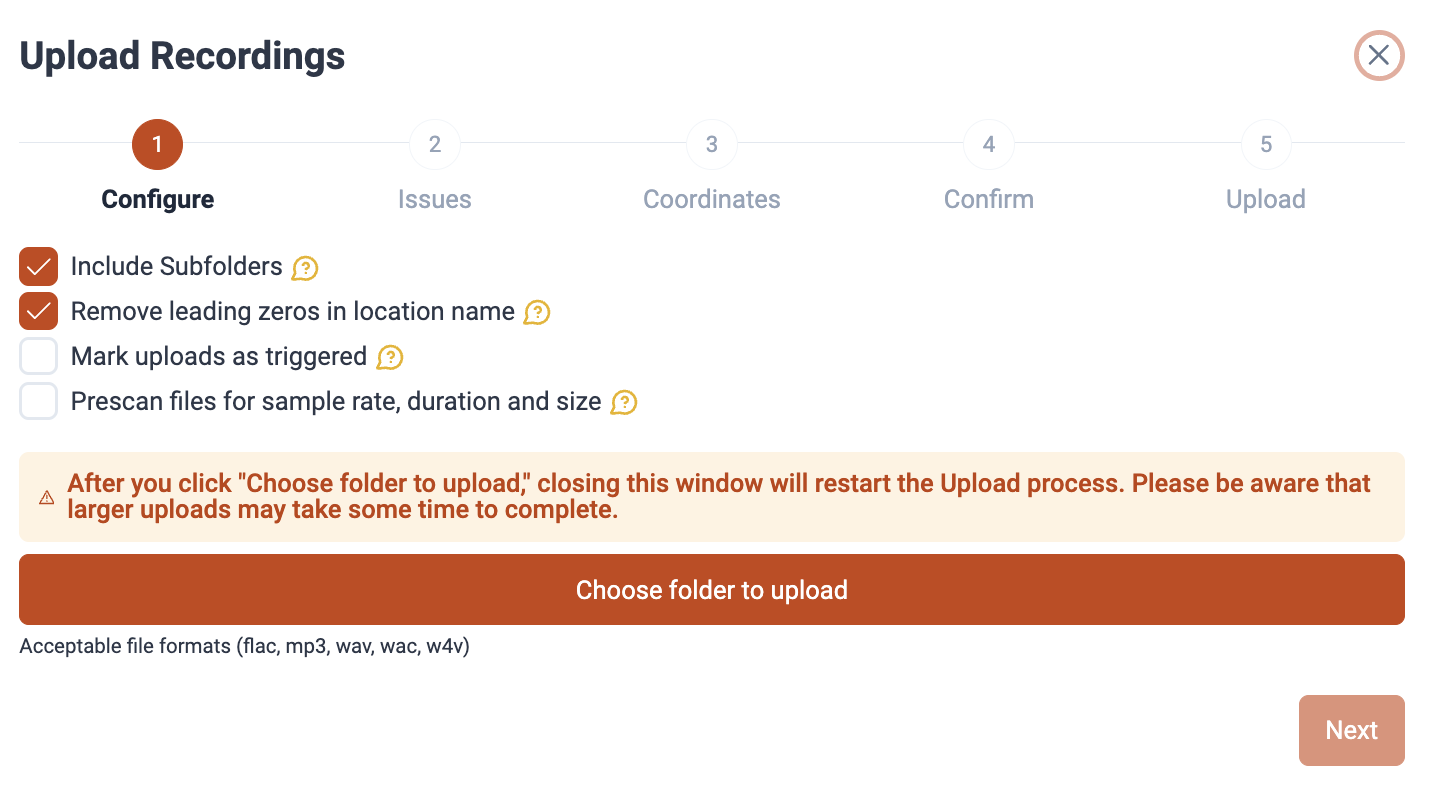 Upload Recordings
1
2
3
4
5
Configure
Issues
Coordinates
Confirm
Upload
Include Subfolders ?
Remove leading zeros in location name ?
Mark uploads as triggered ?
Prescan files for sample rate, duration and size ?
After you click "Choose folder to upload," closing this window will restart the Upload process. Please be aware that
larger uploads may take some time to complete.
Choose folder to upload
Acceptable file formats (flac, mp3, wav, wac, w4v)
Next